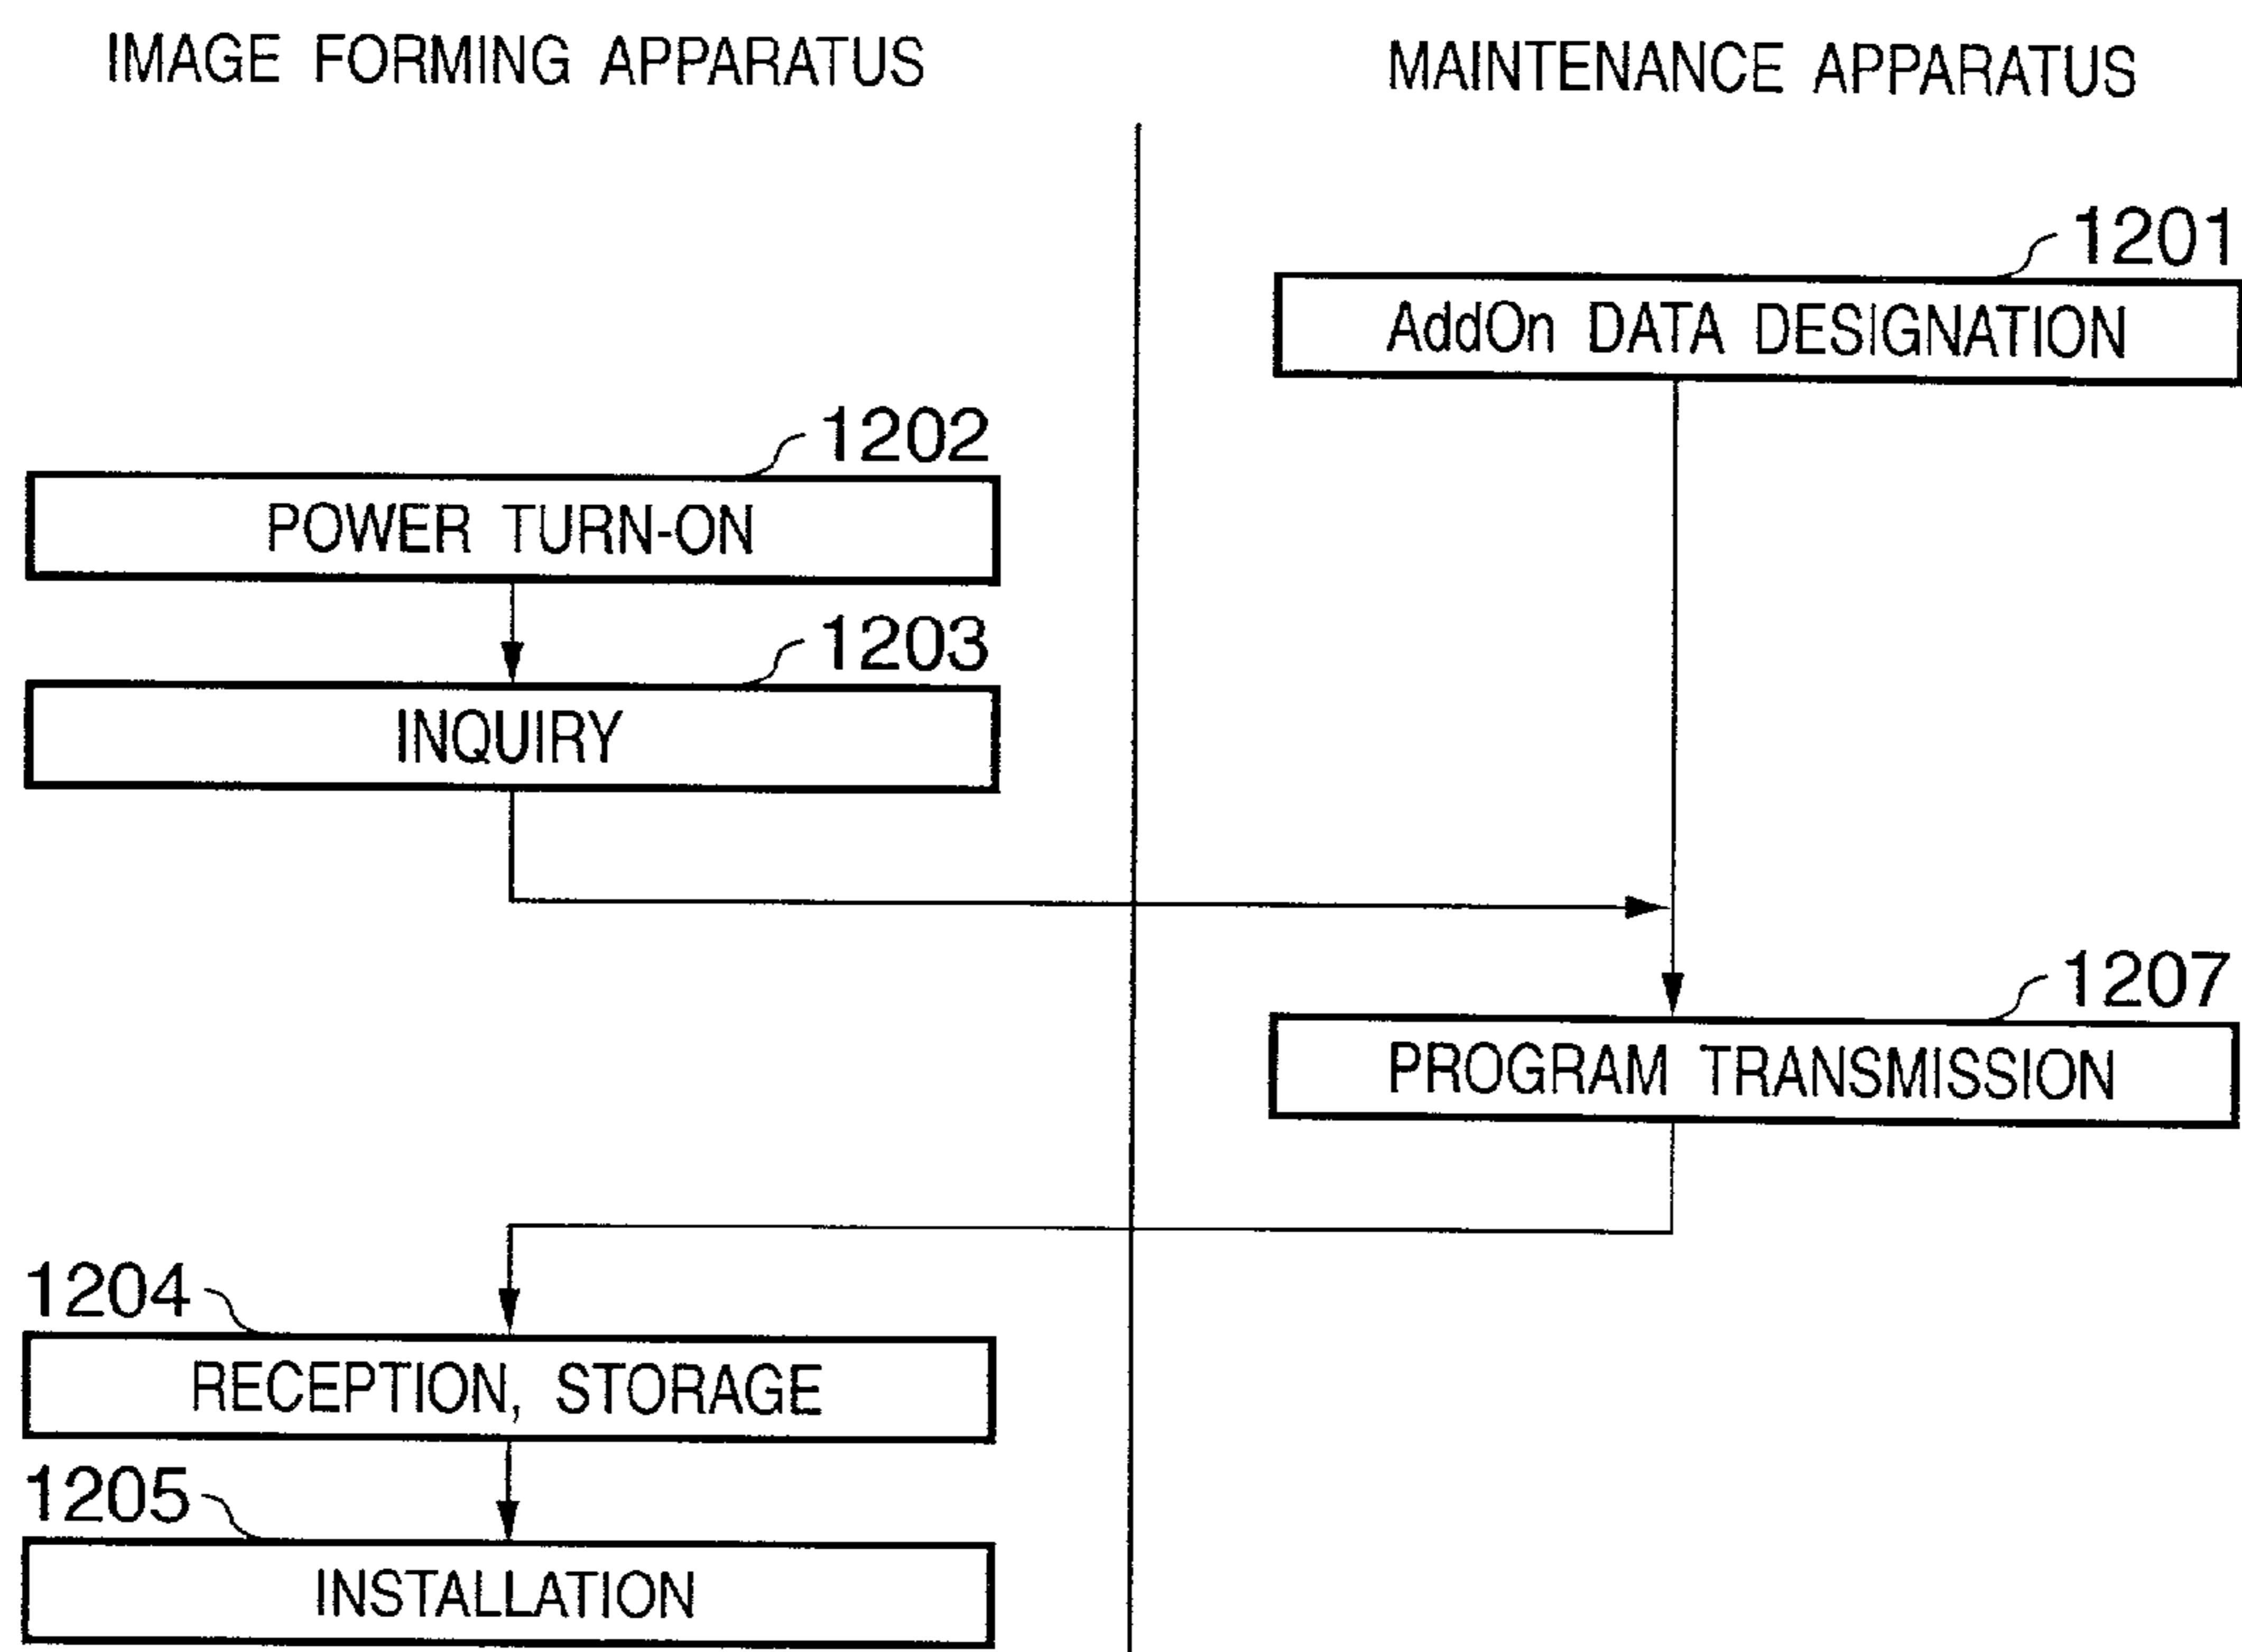 IMAGE FORMING APPARATUS
MAINTENANCE APPARATUS
1201
AddOn DATA DESIGNATION
1202
POWER TURN-ON
1203
INQUIRY
1207
PROGRAM TRANSMISSION
1204
RECEPTION, STORAGE
1205
INSTALLATION